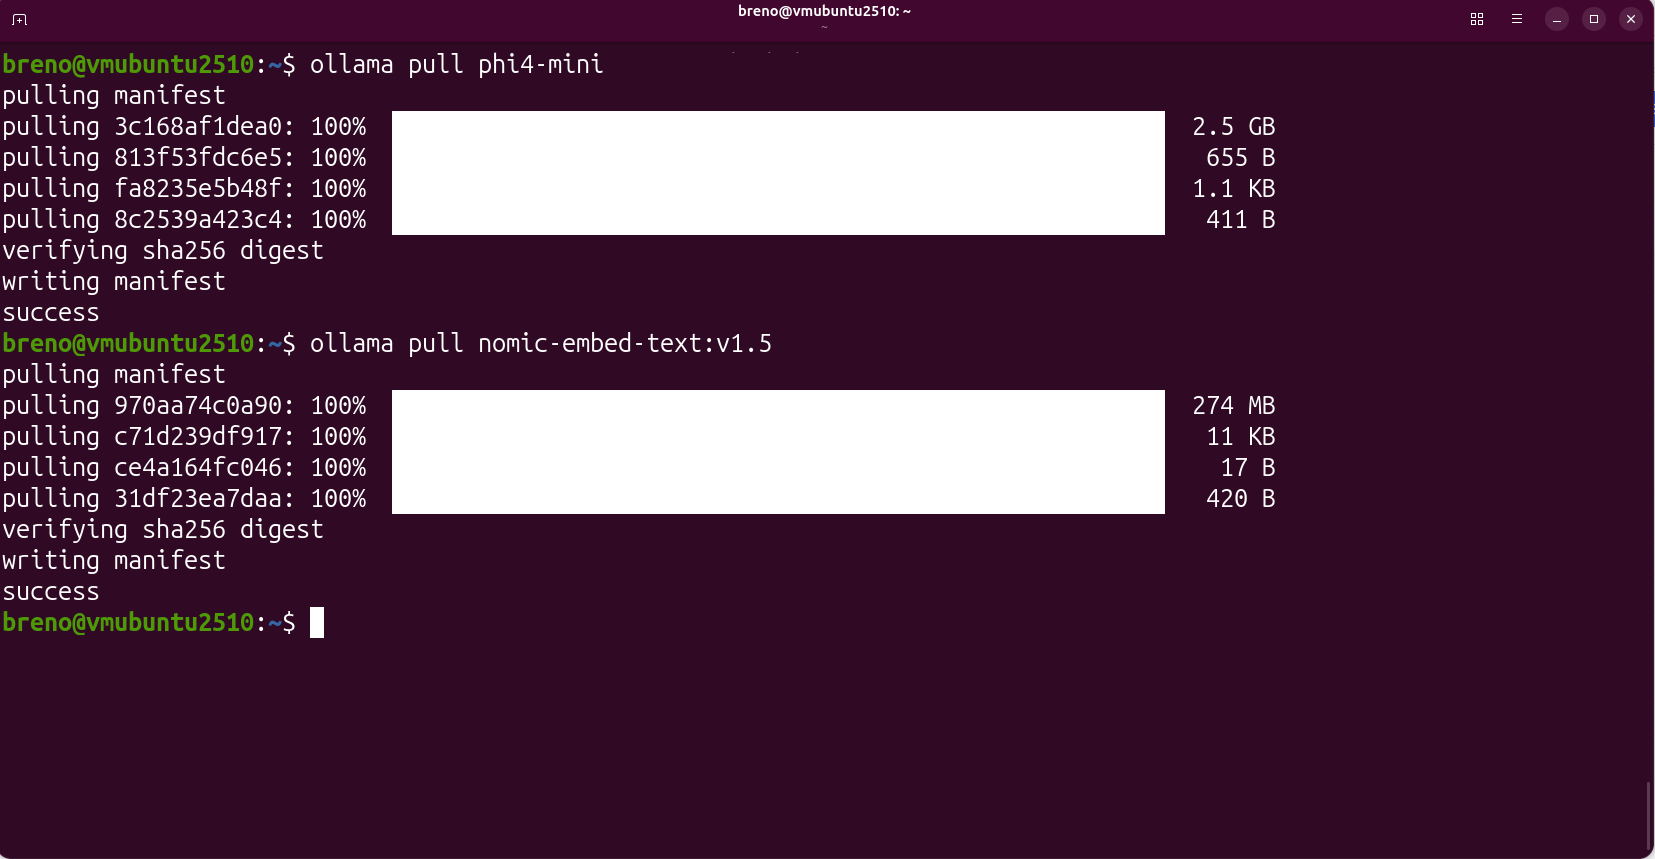 breno@vmubuntu2510: ~
~
breno@vmubuntu2510:~$ ollama pull phi4-mini
pulling manifest
pulling 3c168af1dea0: 100% 2.5 GB
pulling 813f53fdc6e5: 100% 655 B
pulling fa8235e5b48f: 100% 1.1 KB
pulling 8c2539a423c4: 100% 411 B
verifying sha256 digest
writing manifest
success
breno@vmubuntu2510:~$ ollama pull nomic-embed-text:v1.5
pulling manifest
pulling 970aa74c0a90: 100% 274 MB
pulling c71d239df917: 100% 11 KB
pulling ce4a164fc046: 100% 17 B
pulling 31df23ea7daa: 100% 420 B
verifying sha256 digest
writing manifest
success
breno@vmubuntu2510:~$